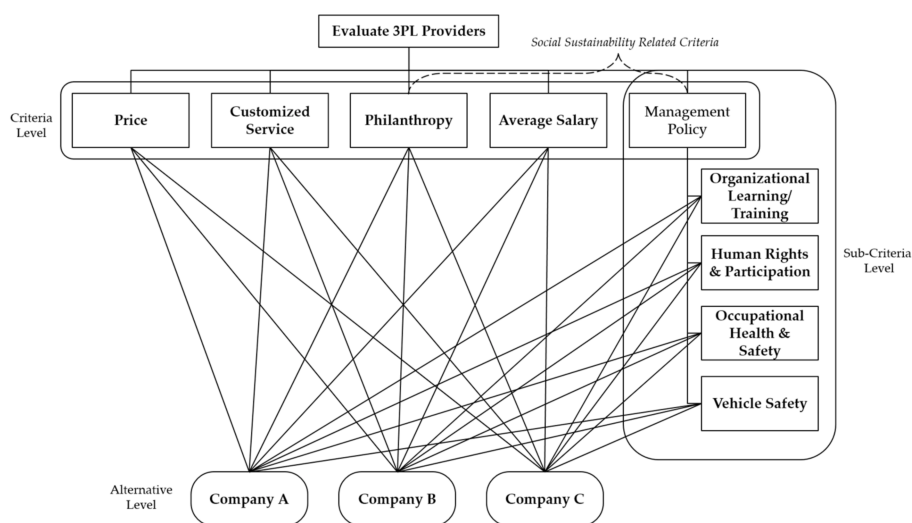 Evaluate 3PL Providers
Social Sustainability Related Criteria
Criteria
Level
Price
Customized
Service
Philanthropy
Average Salary
Management
Policy
Organizational
Learning/
Training
Human Rights
& Participation
Sub-Criteria
Level
Occupational
Health &
Safety
Vehicle Safety
Alternative
Level
Company A
Company B
Company C